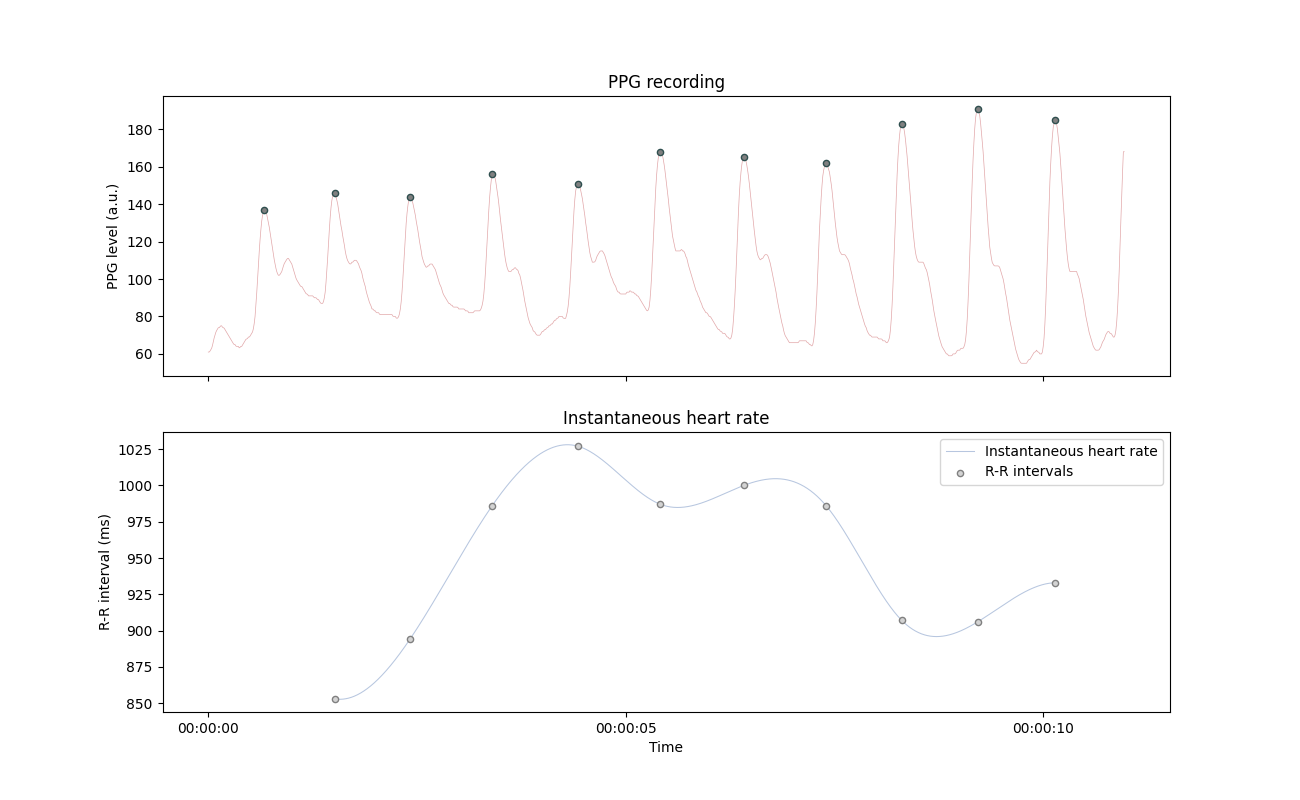 PPG recording
180
160
140
120
100
80
60
PPG level (a.u.)
Instantaneous heart rate
1025
1000
975
950
925
900
875
850
R-R interval (ms)
Instantaneous heart rate
R-R intervals
00:00:00 00:00:05 00:00:10
Time